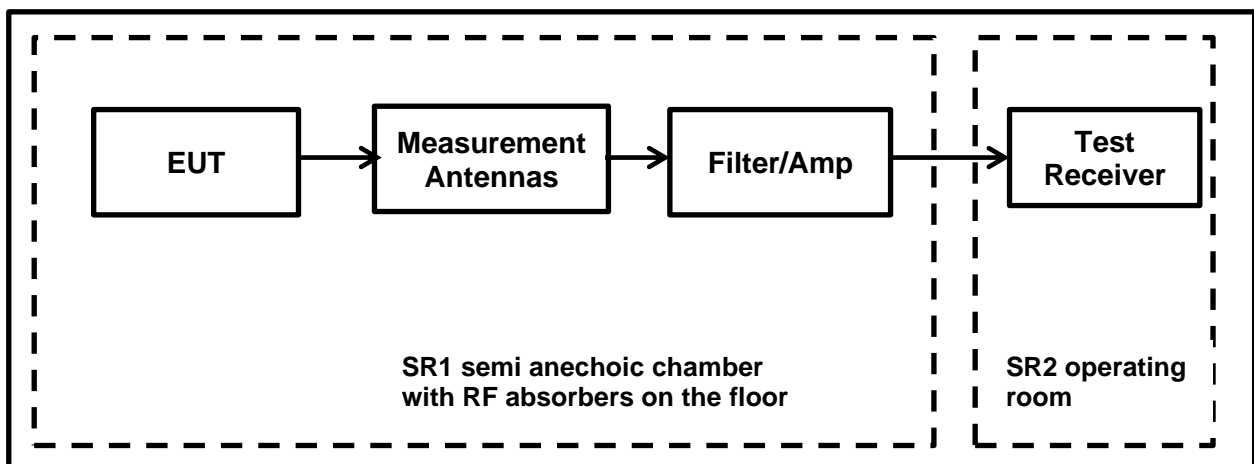 EUT
Measurement
Antennas
Filter/Amp
Test
Receiver
SR1 semi anechoic chamber
with RF absorbers on the floor
SR2 operating
room